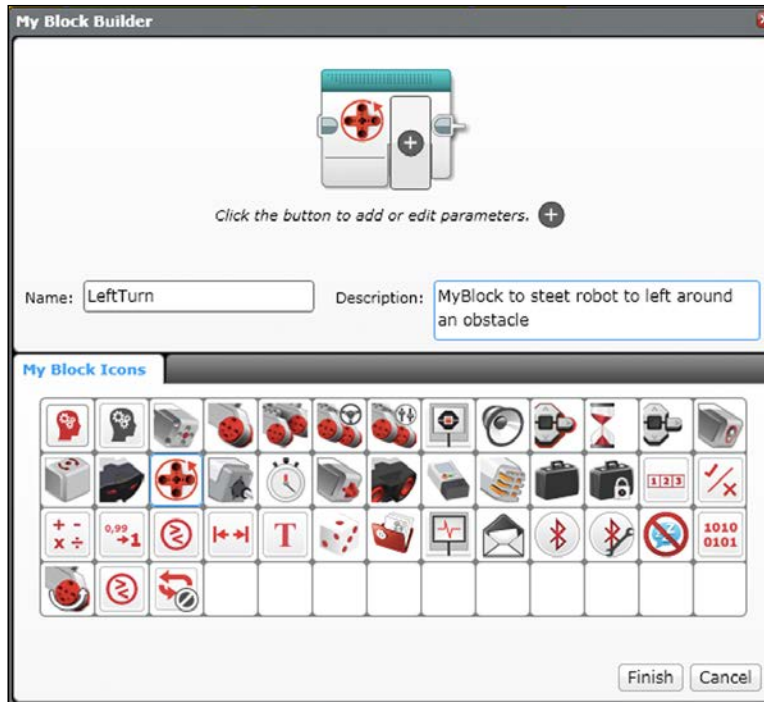 My Block Builder
Click the button to add or edit parameters.
Name: LeftTurn
Description: MyBlock to steet robot to left around
an obstacle
My Block Icons
1 2 3
+ -
x ÷
0,99
→1
T
1010
0101
Finish Cancel